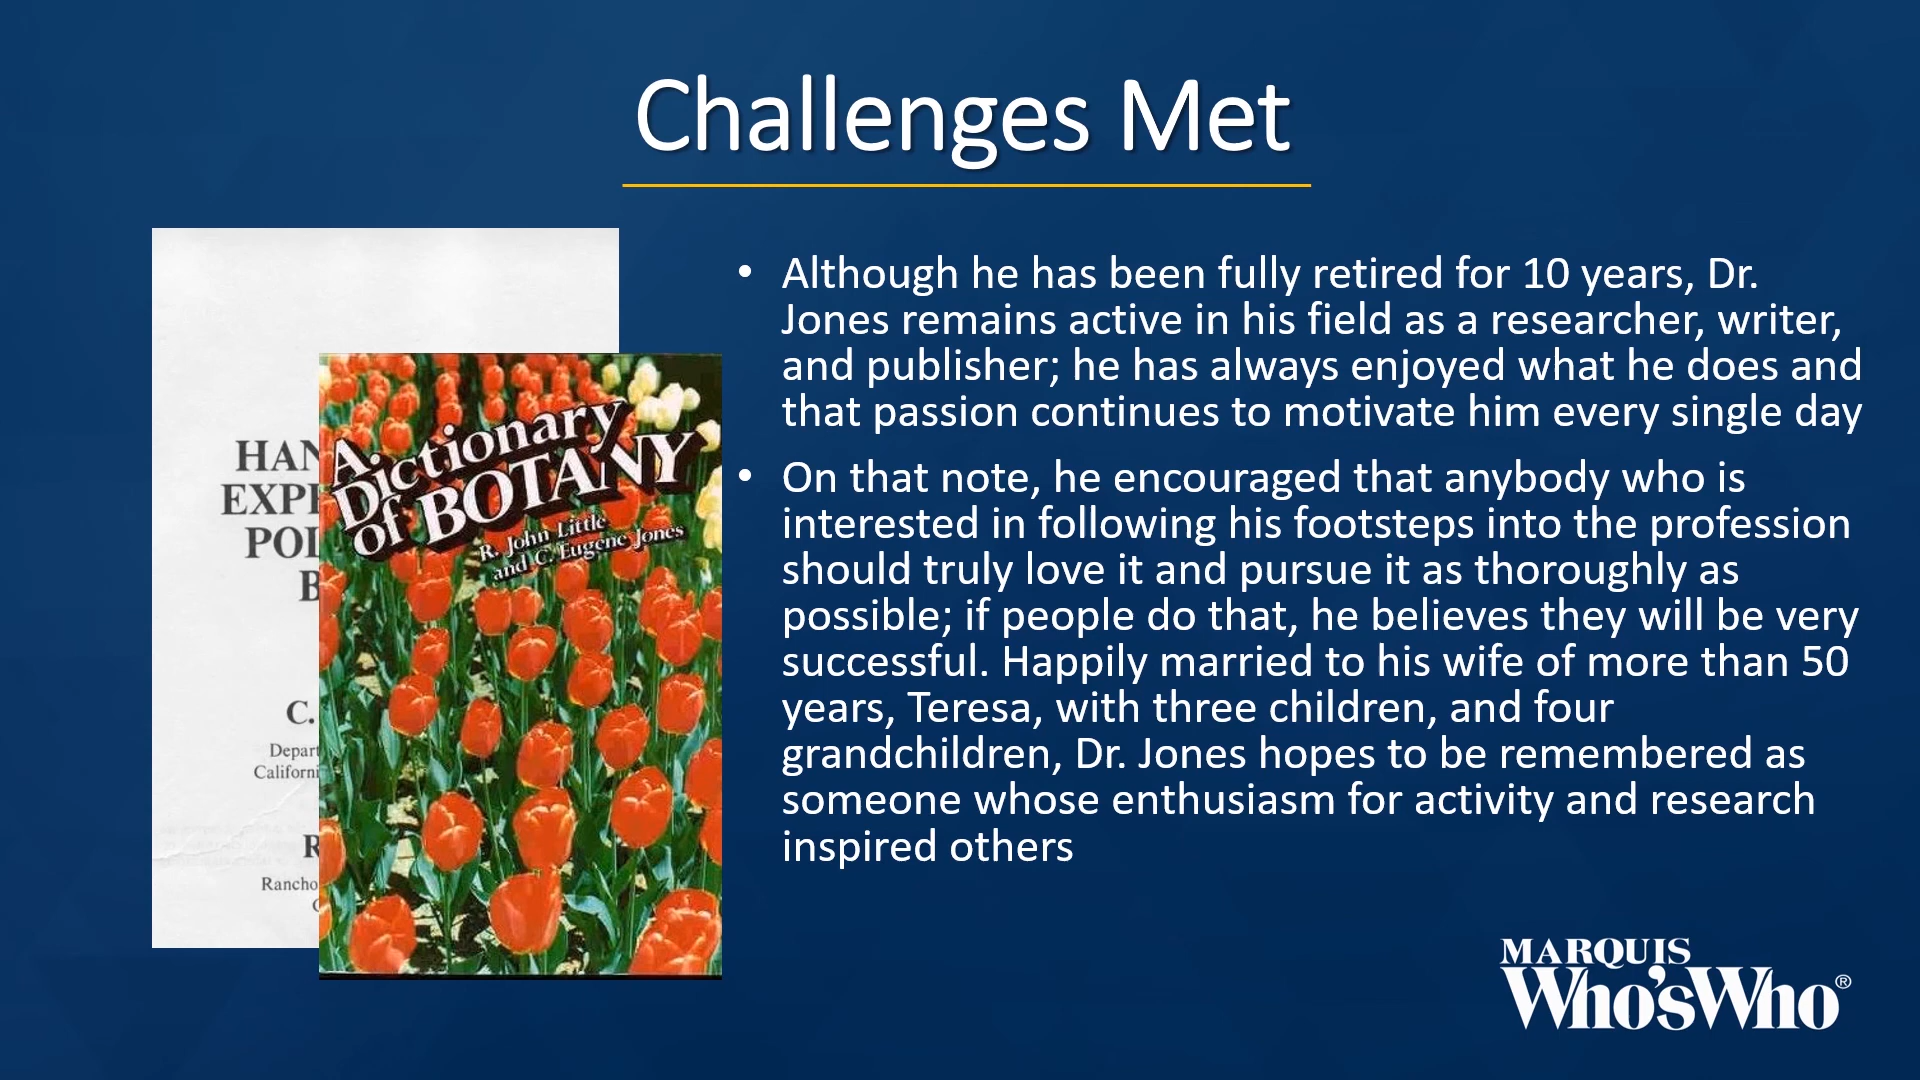 Challenges Met
HAN
EXPE
POL
B
C.
Depart
Californi
R
Rancho
A
Dictionary
of BOTANY
R. John Little
and C. Eugene Jones
• Although he has been fully retired for 10 years, Dr.
Jones remains active in his field as a researcher, writer,
and publisher; he has always enjoyed what he does and
that passion continues to motivate him every single day
• On that note, he encouraged that anybody who is
interested in following his footsteps into the profession
should truly love it and pursue it as thoroughly as
possible; if people do that, he believes they will be very
successful. Happily married to his wife of more than 50
years, Teresa, with three children, and four
grandchildren, Dr. Jones hopes to be remembered as
someone whose enthusiasm for activity and research
inspired others
MARQUIS
Who'sWho®